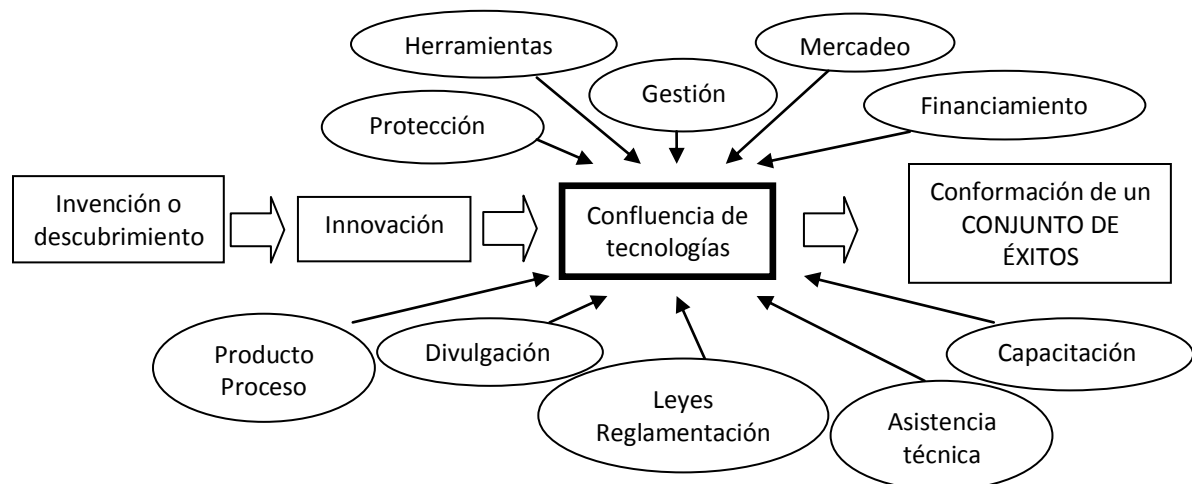 Herramientas
Mercadeo
Gestión
Financiamiento
Protección
Invención o
descubrimiento
Innovación
Confluencia de
tecnologías
Conformación de un
CONJUNTO DE
ÉXITOS
Producto
Proceso
Divulgación
Leyes
Reglamentación
Asistencia
técnica
Capacitación